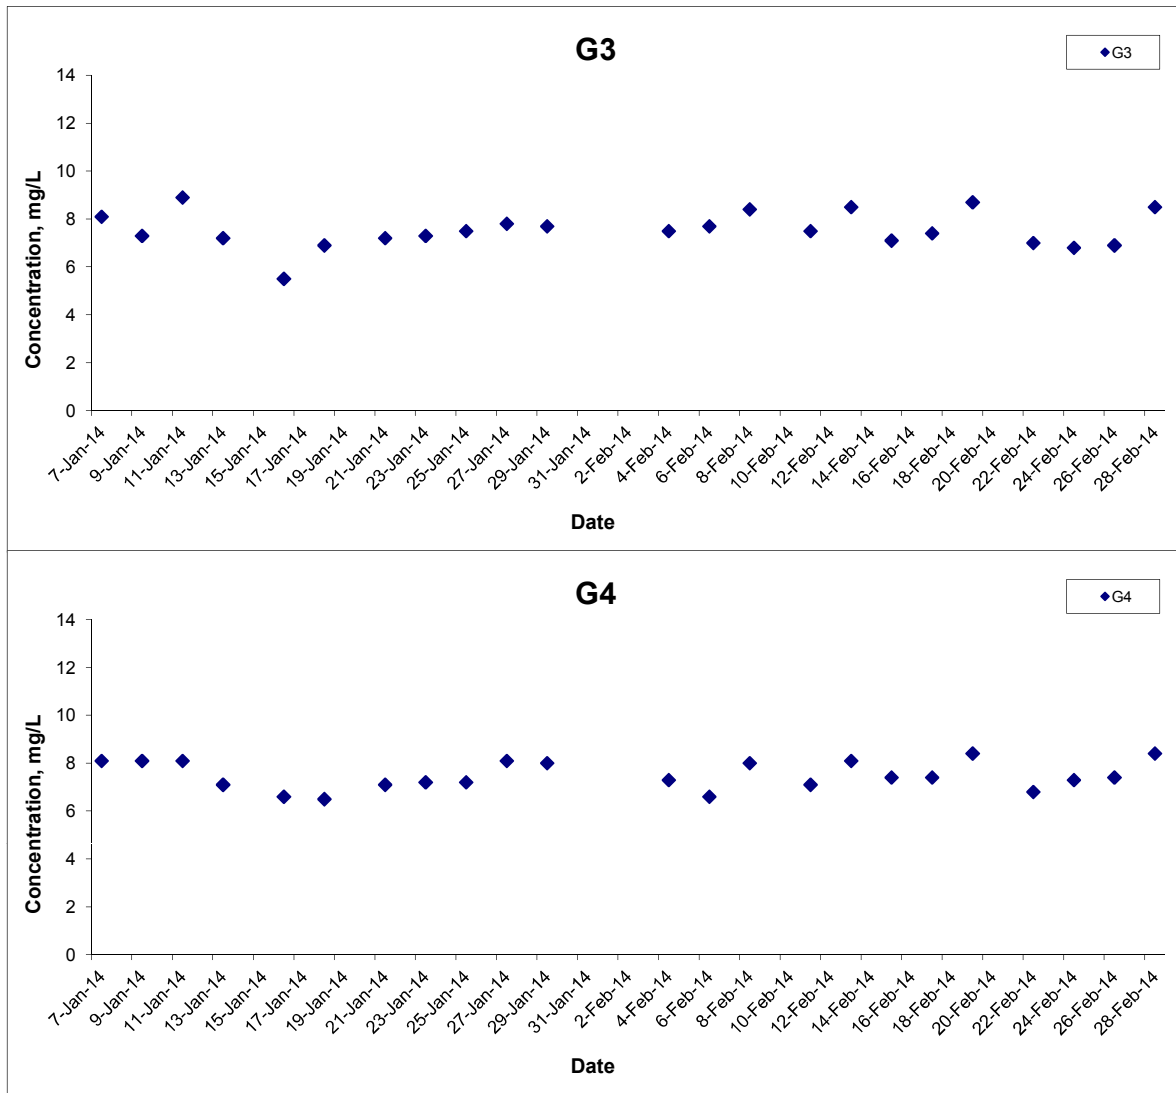 G3
G3
Concentration, mg/L
14
12
10
8
6
4
2
0
7-Jan-14
9-Jan-14
11-Jan-14
13-Jan-14
15-Jan-14
17-Jan-14
19-Jan-14
21-Jan-14
23-Jan-14
25-Jan-14
27-Jan-14
29-Jan-14
31-Jan-14
2-Feb-14
4-Feb-14
6-Feb-14
8-Feb-14
10-Feb-14
12-Feb-14
14-Feb-14
16-Feb-14
18-Feb-14
20-Feb-14
22-Feb-14
24-Feb-14
26-Feb-14
28-Feb-14
Date
G4
G4
Concentration, mg/L
14
12
10
8
6
4
2
0
7-Jan-14
9-Jan-14
11-Jan-14
13-Jan-14
15-Jan-14
17-Jan-14
19-Jan-14
21-Jan-14
23-Jan-14
25-Jan-14
27-Jan-14
29-Jan-14
31-Jan-14
2-Feb-14
4-Feb-14
6-Feb-14
8-Feb-14
10-Feb-14
12-Feb-14
14-Feb-14
16-Feb-14
18-Feb-14
20-Feb-14
22-Feb-14
24-Feb-14
26-Feb-14
28-Feb-14
Date